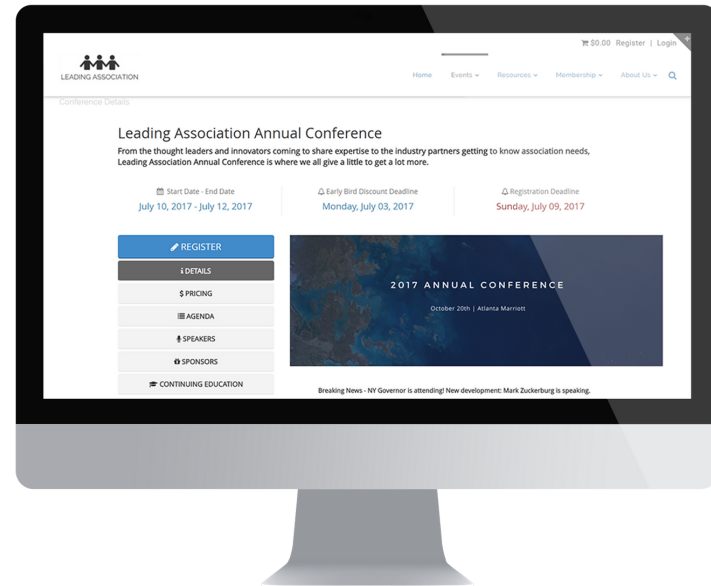 $0.00 Register | Login
LEADING ASSOCIATION
Home Events Resources Membership About Us
Conference Details
Leading Association Annual Conference
From the thought leaders and innovators coming to share expertise to the industry partners getting to know association needds,
Leading Association Annual Conference is where we all give a little to get a lot more.
Start Date - End Date
July 10, 2017 - July 12, 2017
Early Bird Discount Deadline
Monday, July 03, 2017
Registration Deadline
Sunday, July 09, 2017
REGISTER
DETAILS
$ PRICING
AGENDA
SPEAKERS
SPONSORS
CONTINUING EDUCATION
2017 ANNUAL CONFERENCE
October 20th | Atlanta Marriott
Breaking News - NY Governor is attending! New development: Mark Zuckerburg is speaking.